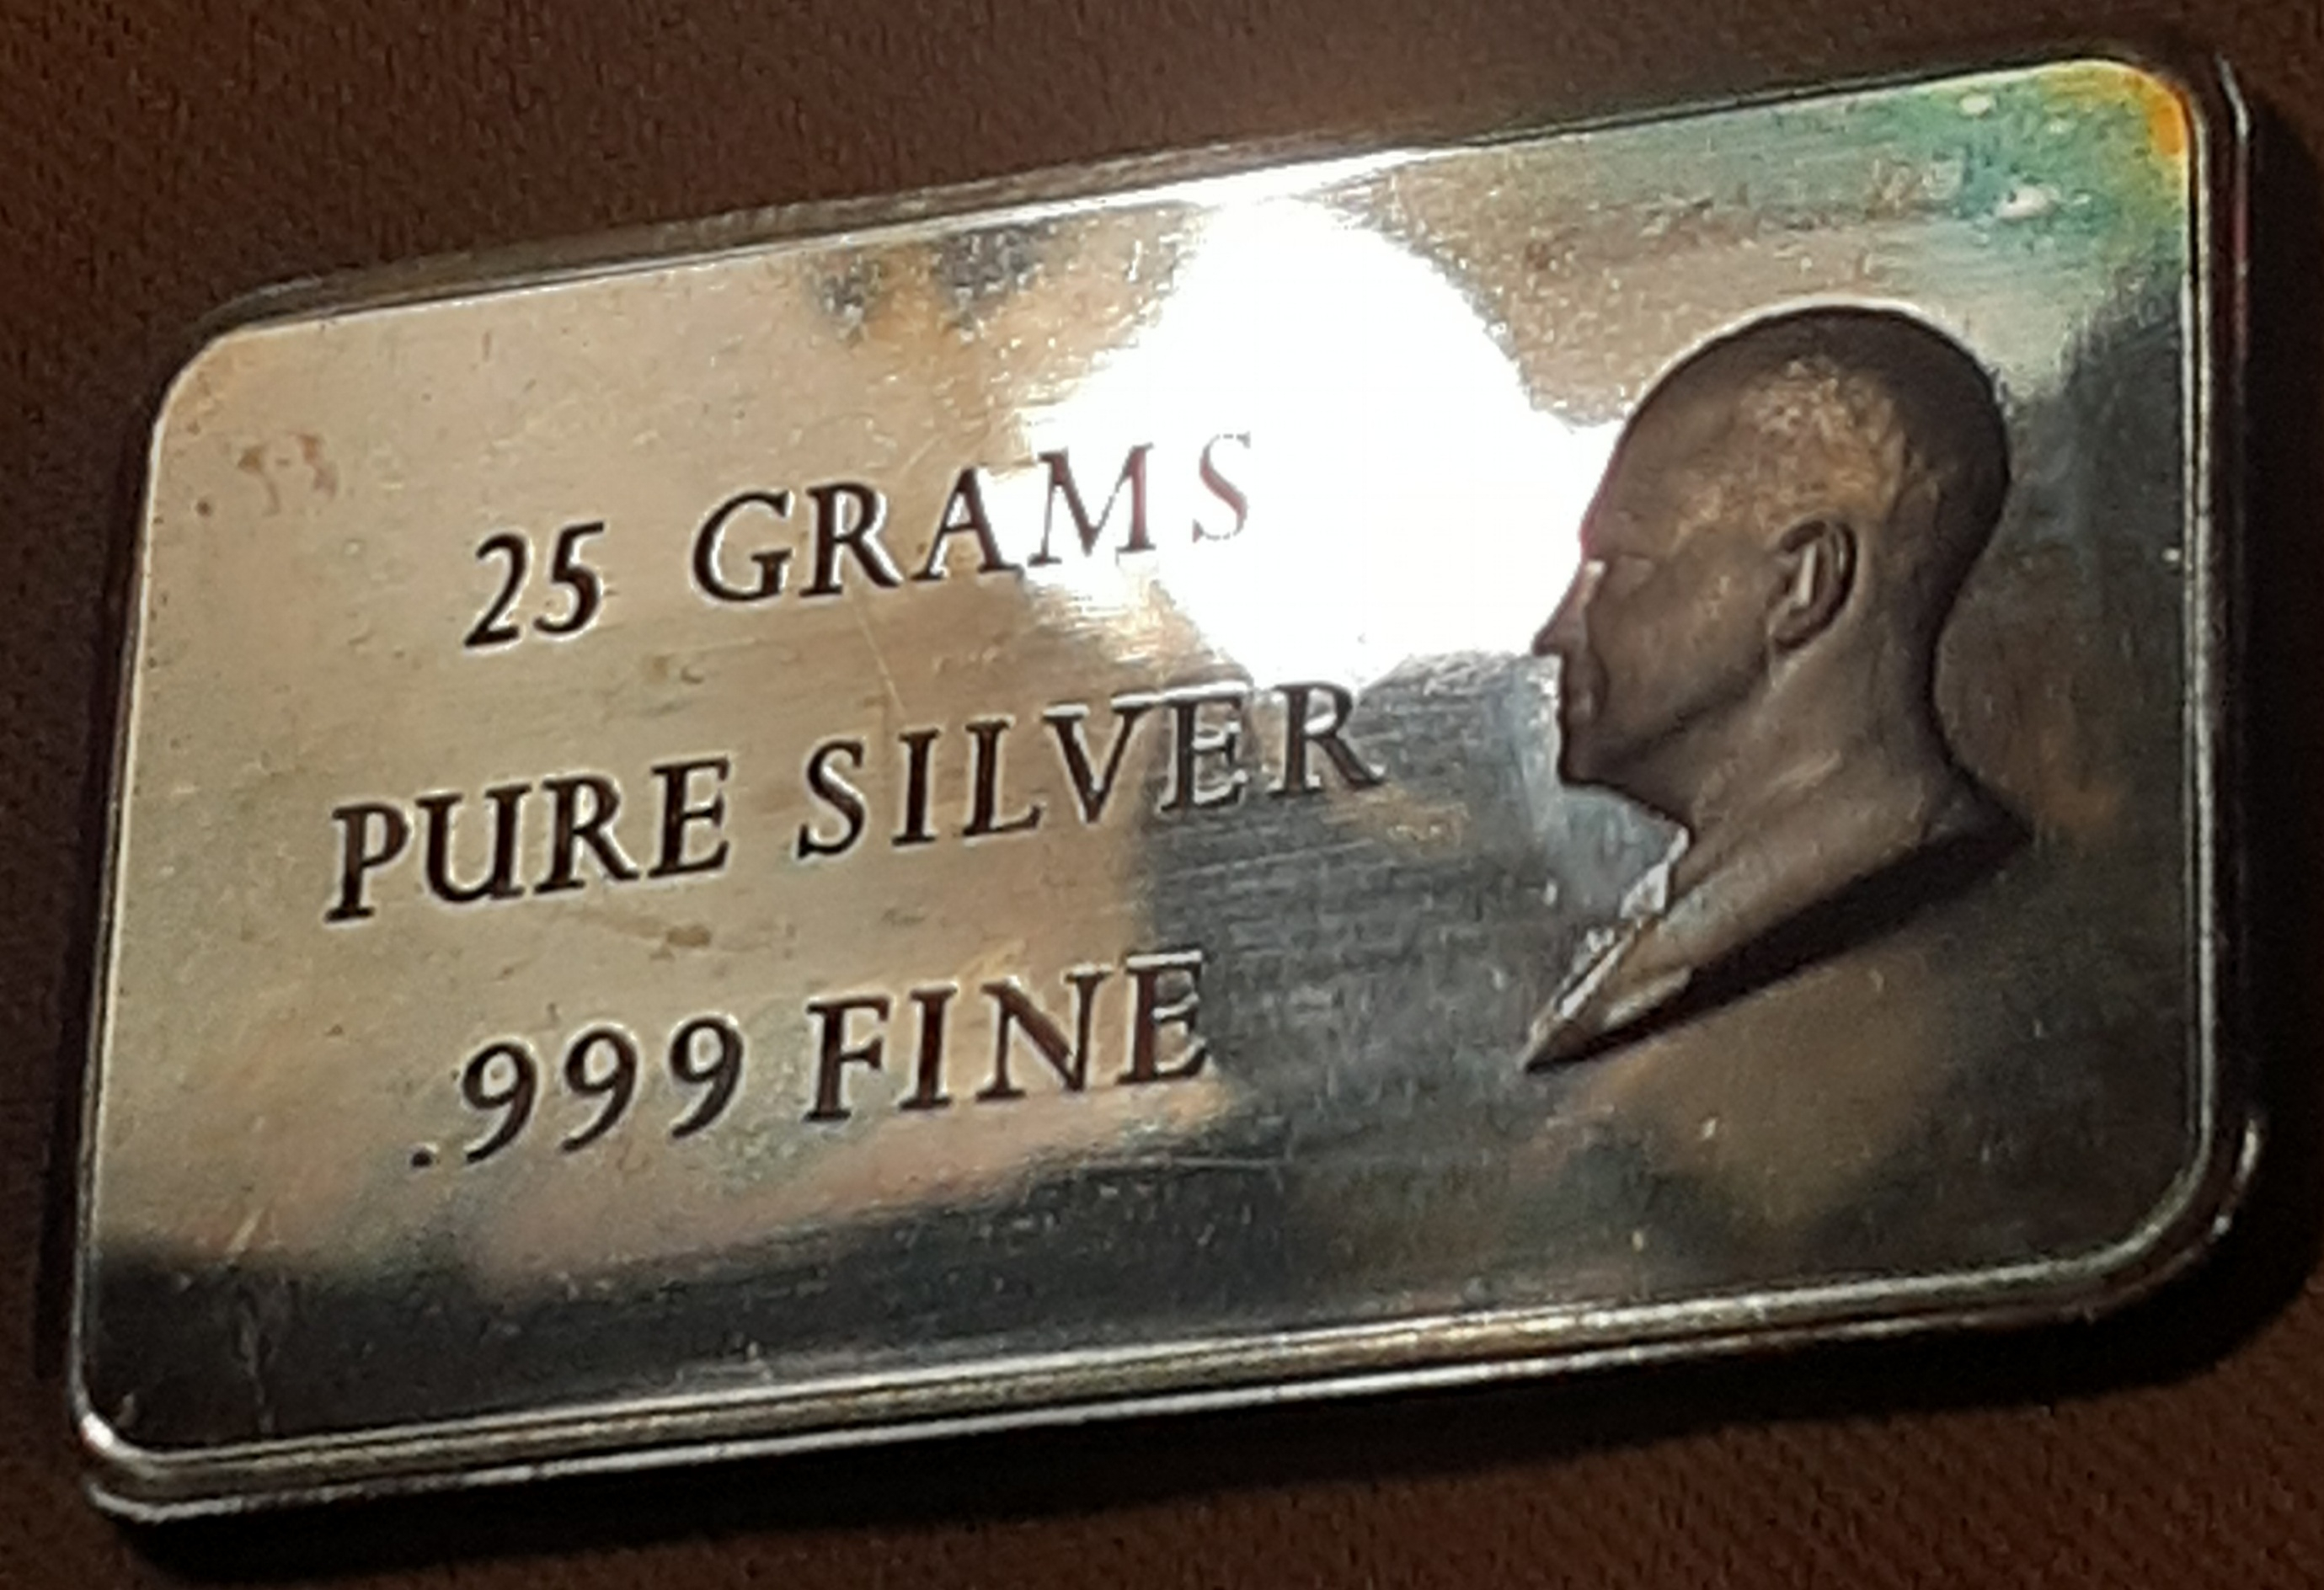 25 GRAMS
PURE SILVER
.999 FINE